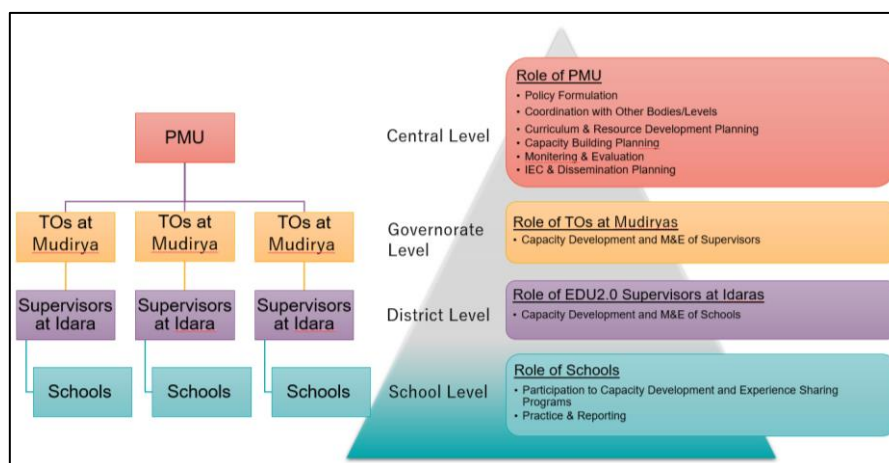 PMU
TOs at
Mudirya
TOs at
Mudirya
TOs at
Mudirya
Supervisors
at Idara
Supervisors
at Idara
Supervisors
at Idara
Schools
Schools
Schools
Central Level
Governorate
Level
District Level
School Level
Role of PMU
• Policy Formulation
• Coordination with Other Bodies/Levels
• Curriculum & Resource Development Planning
• Capacity Building Planning
• Monitering & Evaluation
• IEC & Dissemination Planning
Role of TOs at Mudiryas
• Capacity Development and M&E of Supervisors
Role of EDU2.0 Supervisors at Idaras
• Capacity Development and M&E of Schools
Role of Schools
• Participation to Capacity Development and Experience Sharing
Programs
• Practice & Reporting